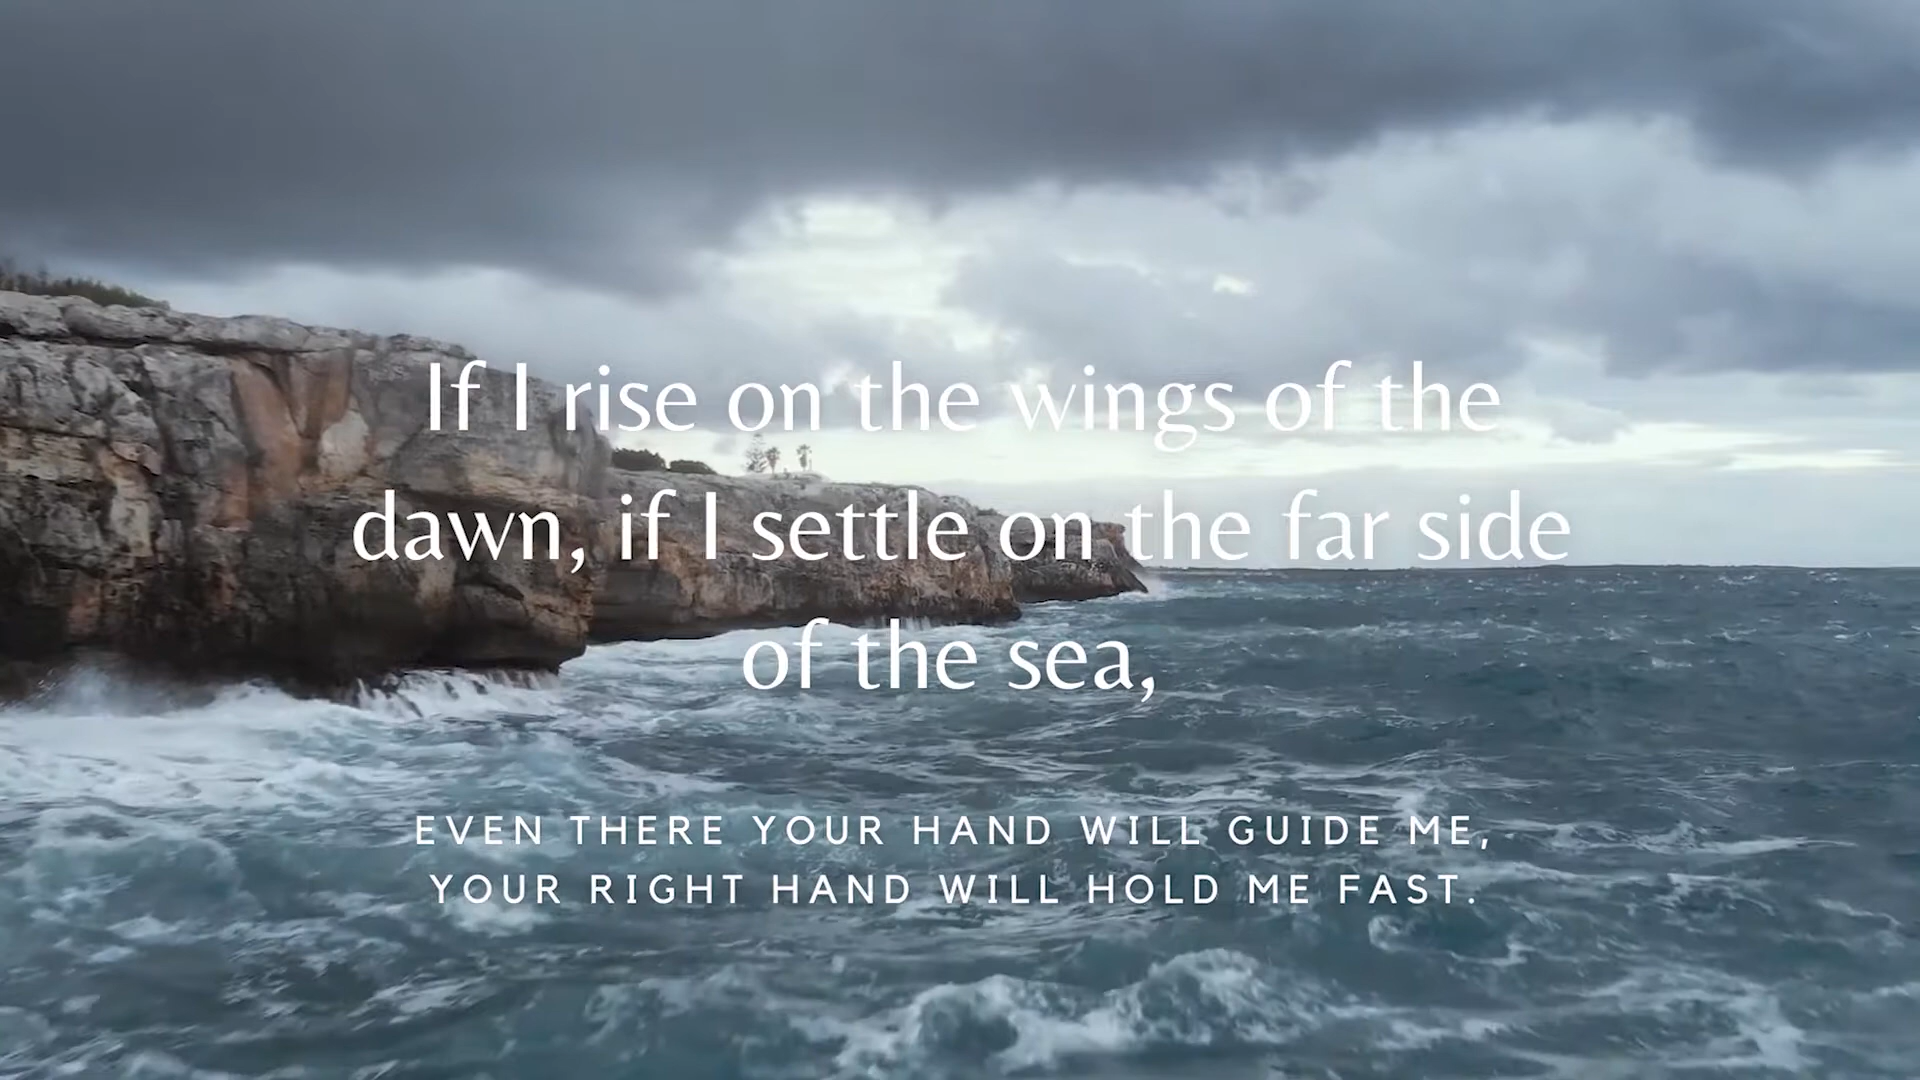 If I rise on the wings of the
dawn, if I settle on the far side
of the sea,
EVEN THERE YOUR HAND WILL GUIDE ME,
YOUR RIGHT HAND WILL HOLD ME FAST.